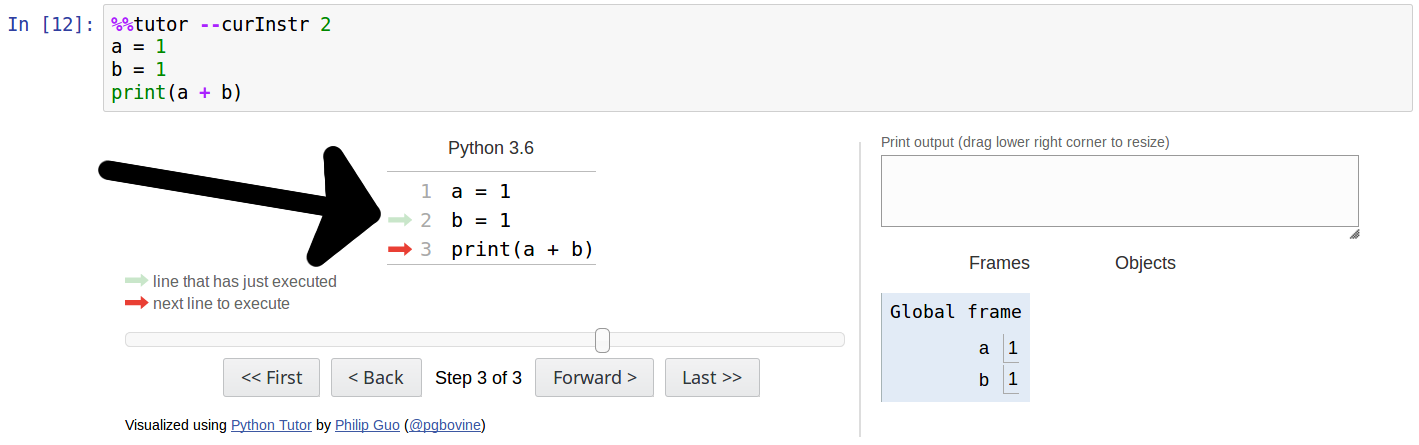 In [12]: %%tutor --curInstr 2
a = 1
b = 1
print(a + b)
Python 3.6
1 a = 1
2 b = 1
3 print(a + b)
line that has just executed
next line to execute
<< First < Back Step 3 of 3 Forward > Last >>
Visualized using Python Tutor by Philip Guo (@pgbovine)
Print output (drag lower right corner to resize)
Frames Objects
Global frame
a 1
b 1